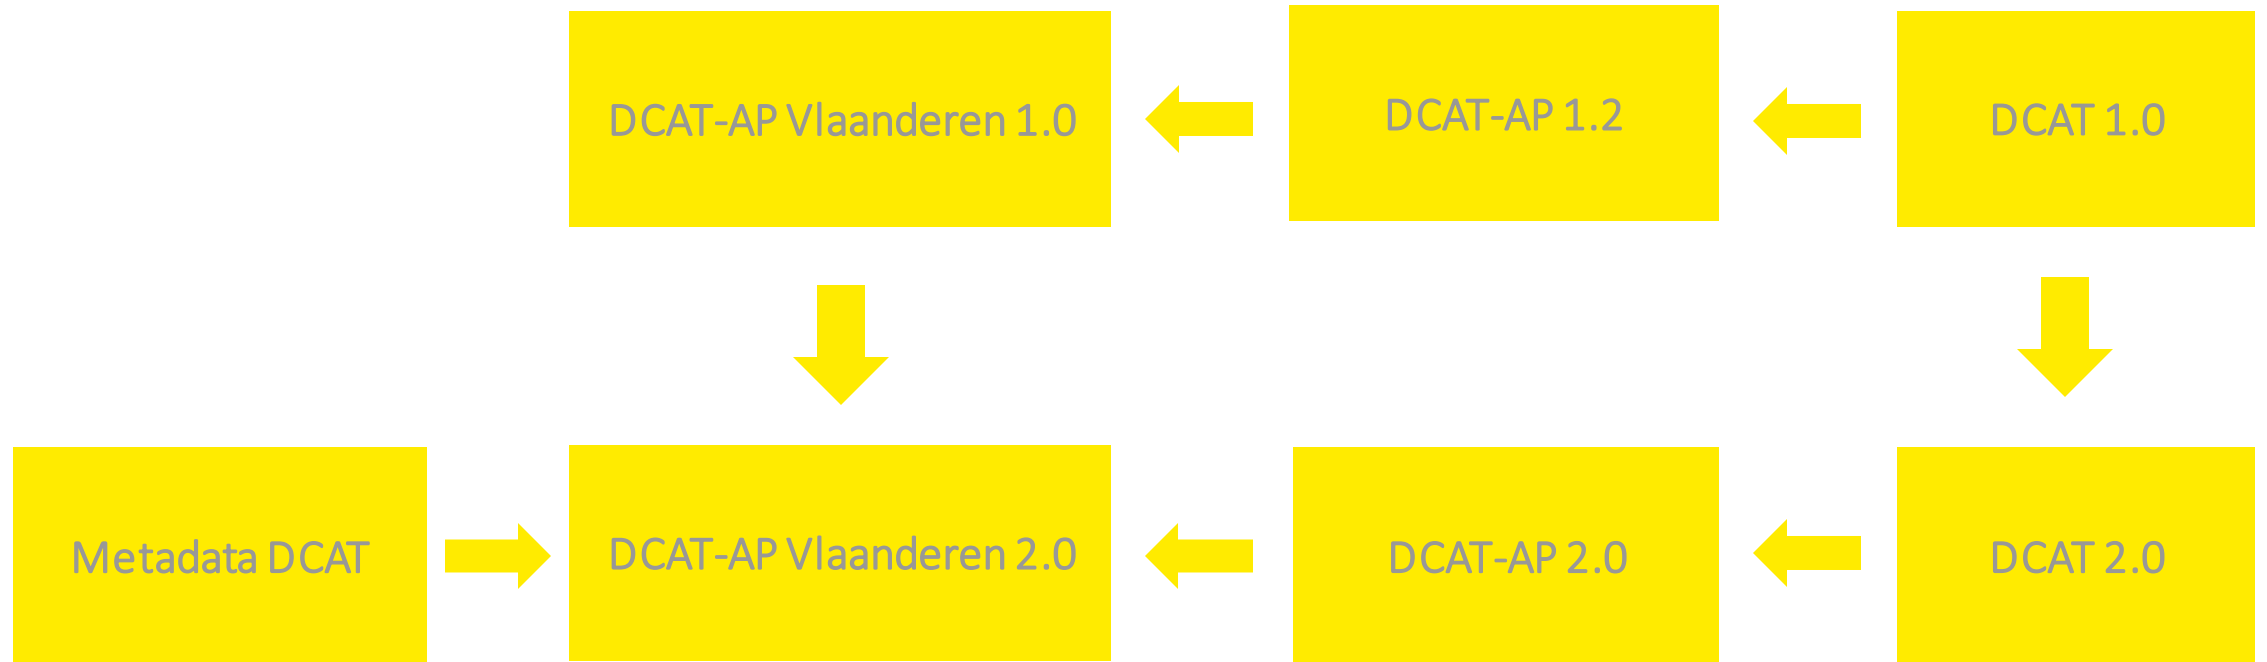 DCAT-AP Vlaanderen 1.0
DCAT-AP 1.2
DCAT 1.0
Metadata DCAT
DCAT-AP Vlaanderen 2.0
DCAT-AP 2.0
DCAT 2.0